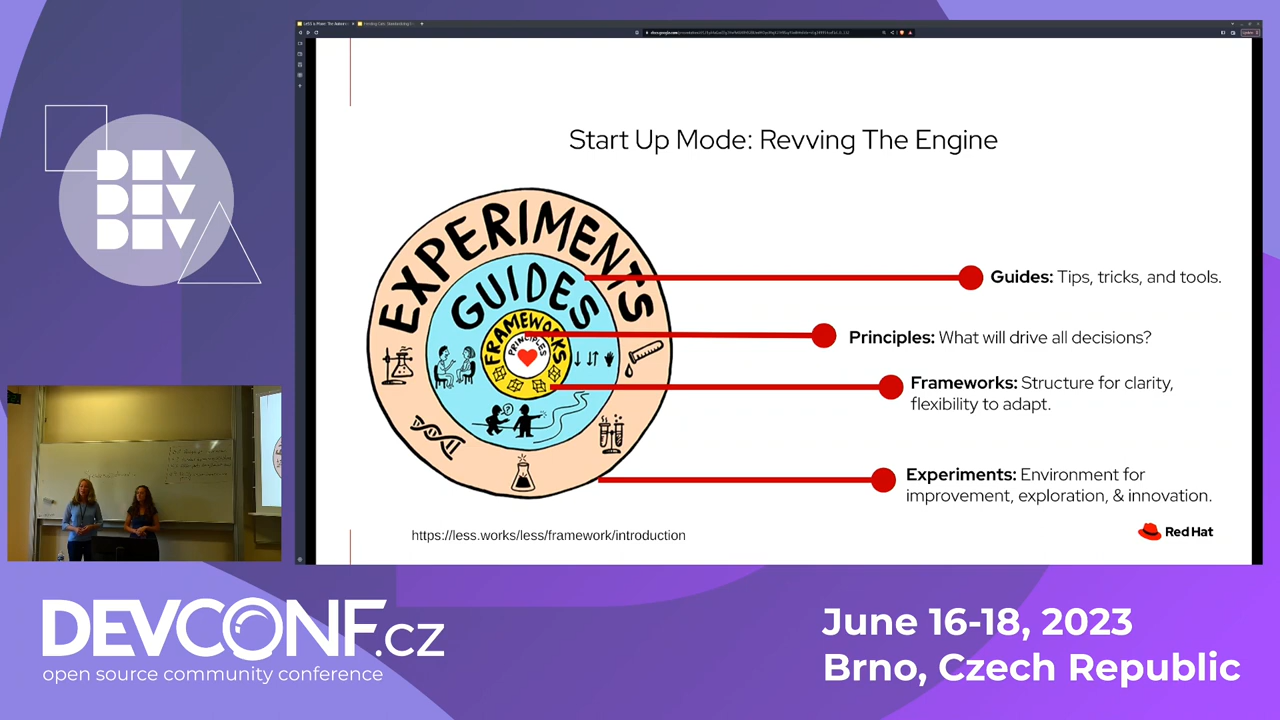 DEV
DEV
DEV
Start Up Mode: Revving The Engine
EXPERIMENTS
GUIDES
FRAMEWORKS
PRINCIPLES
?
Guides: Tips, tricks, and tools.
Principles: What will drive all decisions?
Frameworks: Structure for clarity,
flexibility to adapt.
Experiments: Environment for
improvement, exploration, & innovation.
https://less.works/less/framework/introduction
Red Hat
DEVCONF.cz
open source community conference
June 16-18, 2023
Brno, Czech Republic